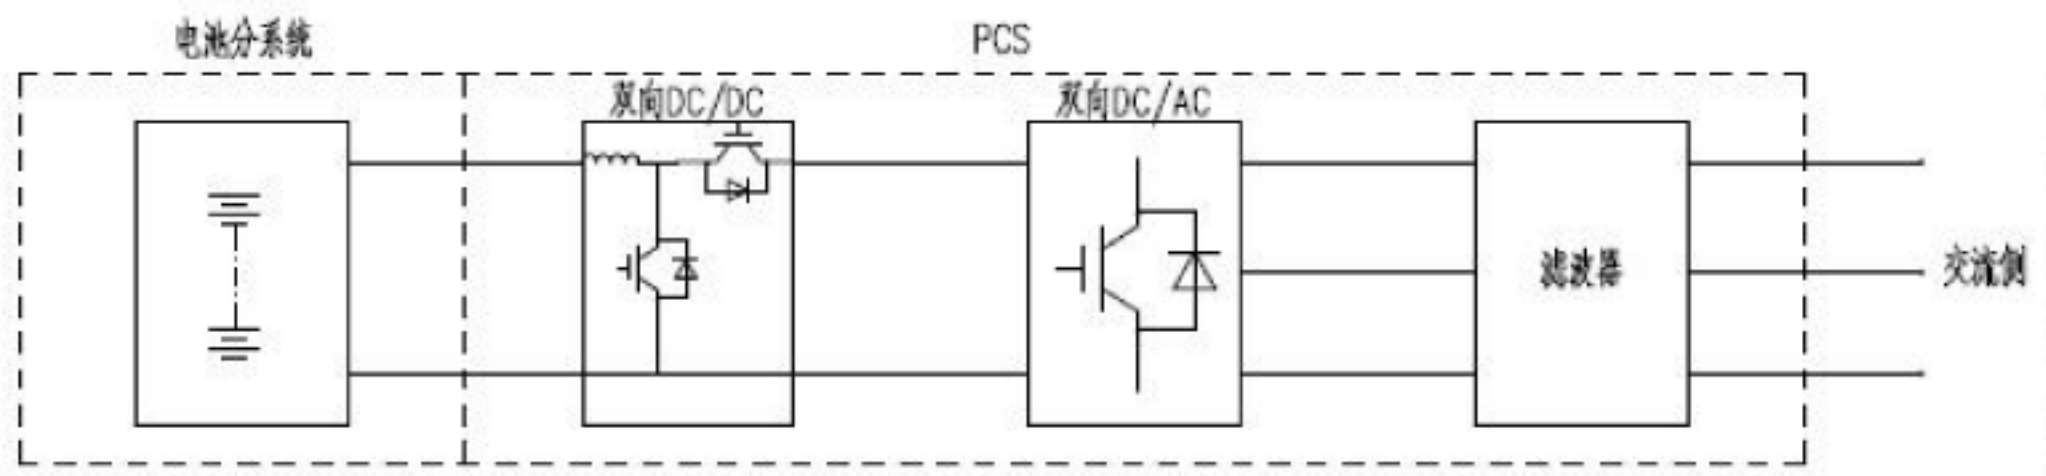 电池分系统
PCS
双向DC/DC
双向DC/AC
滤波器
交流侧